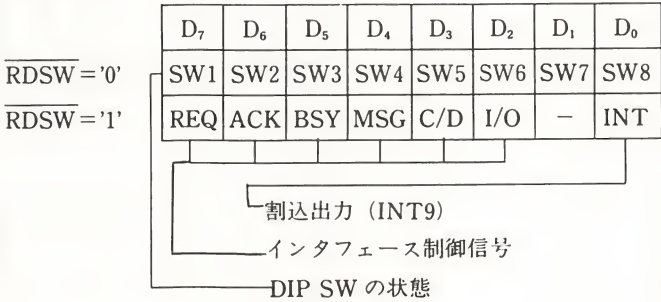 D₇ D₆ D₅ D₄ D₃ D₂ D₁ D₀
RDSW='0' SW1 SW2 SW3 SW4 SW5 SW6 SW7 SW8
RDSW='1' REQ ACK BSY MSG C/D I/O − INT
割込出力 (INT9)
インタフェース制御信号
DIP SW の状態